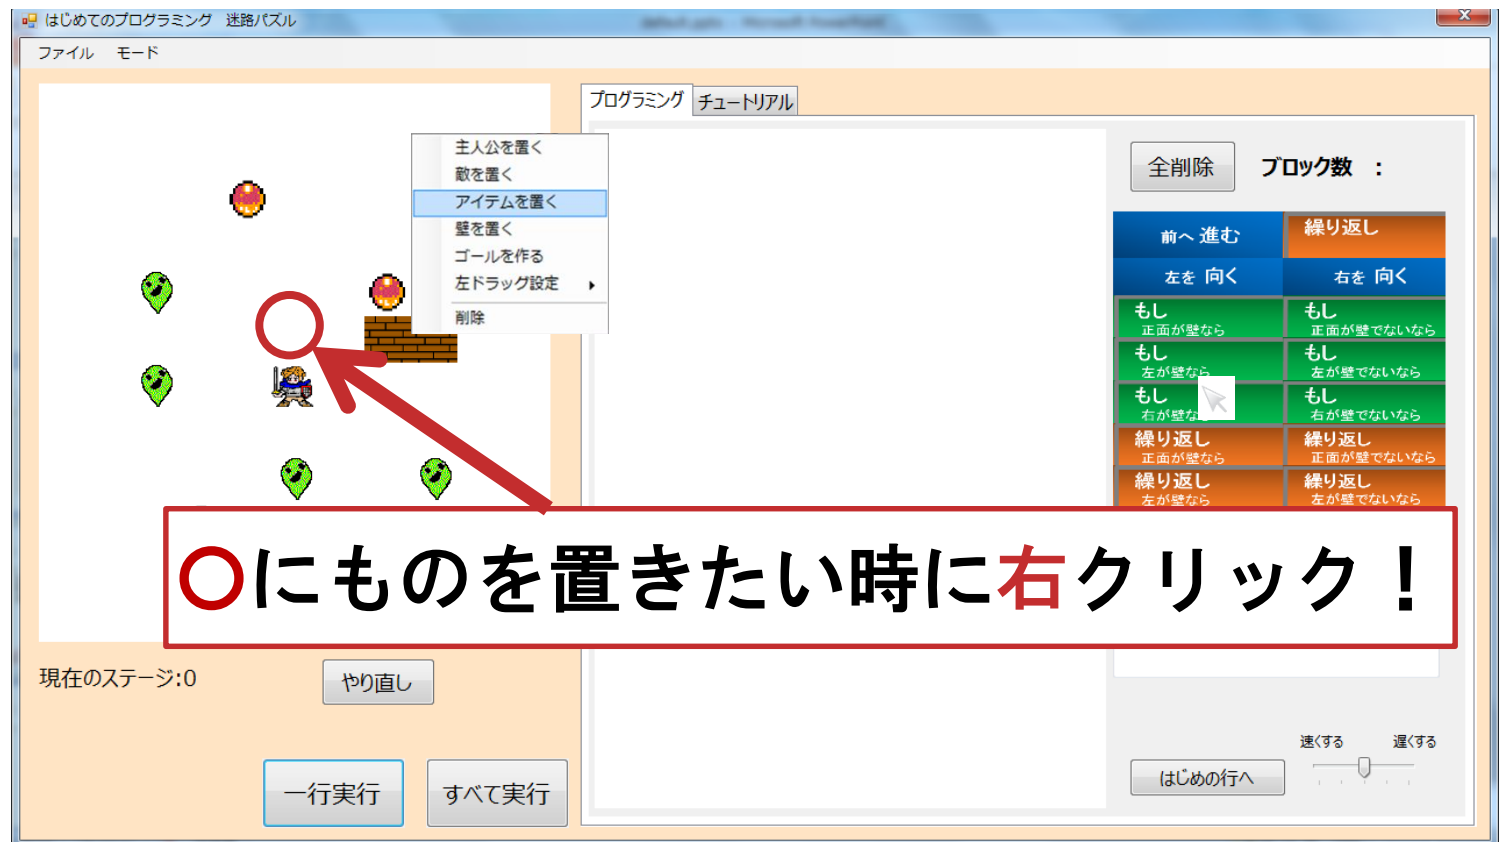 はじめてのプログラミング 迷路パズル
ファイル モード
プログラミング チュートリアル
主人公を置く
敵を置く
アイテムを置く
壁を置く
ゴールを作る
左ドラッグ設定
削除
全削除 ブロック数 :
前へ 進む 繰り返し
左を 向く 右を 向く
もし もし
正面が壁なら 正面が壁でないなら
もし もし
左が壁なら 左が壁でないなら
もし もし
右が壁な 右が壁でないなら
繰り返し 繰り返し
正面が壁なら 正面が壁でないなら
繰り返し 繰り返し
左が壁なら 左が壁でないなら
〇にものを置きたい時に右クリック！
現在のステージ:0 やり直し
速くする 遅くする
一行実行 すべて実行 はじめの行へ